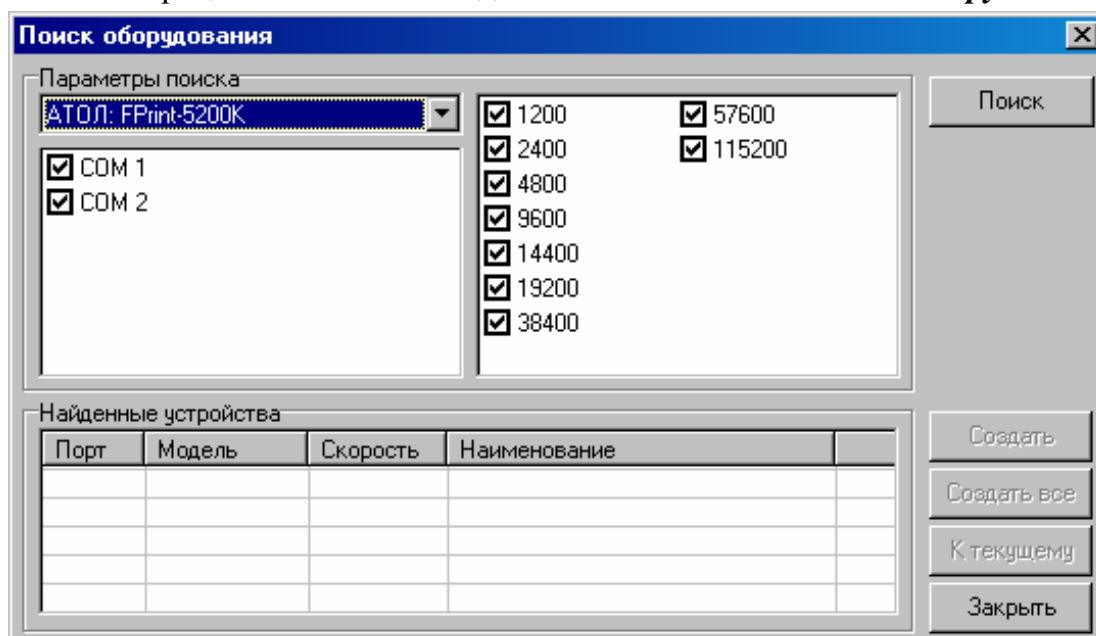 Поиск оборудования
Параметры поиска
АТОЛ: FPrint-5200K
COM 1
COM 2
1200
2400
4800
9600
14400
19200
38400
57600
115200
Поиск
Найденные устройства
Порт Модель Скорость Наименование
Создать
Создать все
К текущему
Закрыть